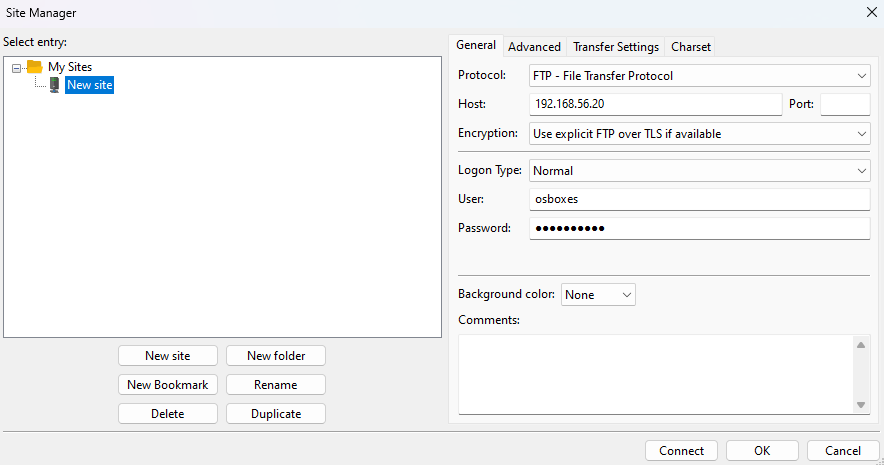 Site Manager
Select entry:
My Sites
New site
New site
New folder
New Bookmark
Rename
Delete
Duplicate
General
Advanced
Transfer Settings
Charset
Protocol:
FTP - File Transfer Protocol
Host:
192.168.56.20
Port:
Encryption:
Use explicit FTP over TLS if available
Logon Type:
Normal
User:
osboxes
Password:
●●●●●●●●●●
Background color:
None
Comments:
Connect
OK
Cancel